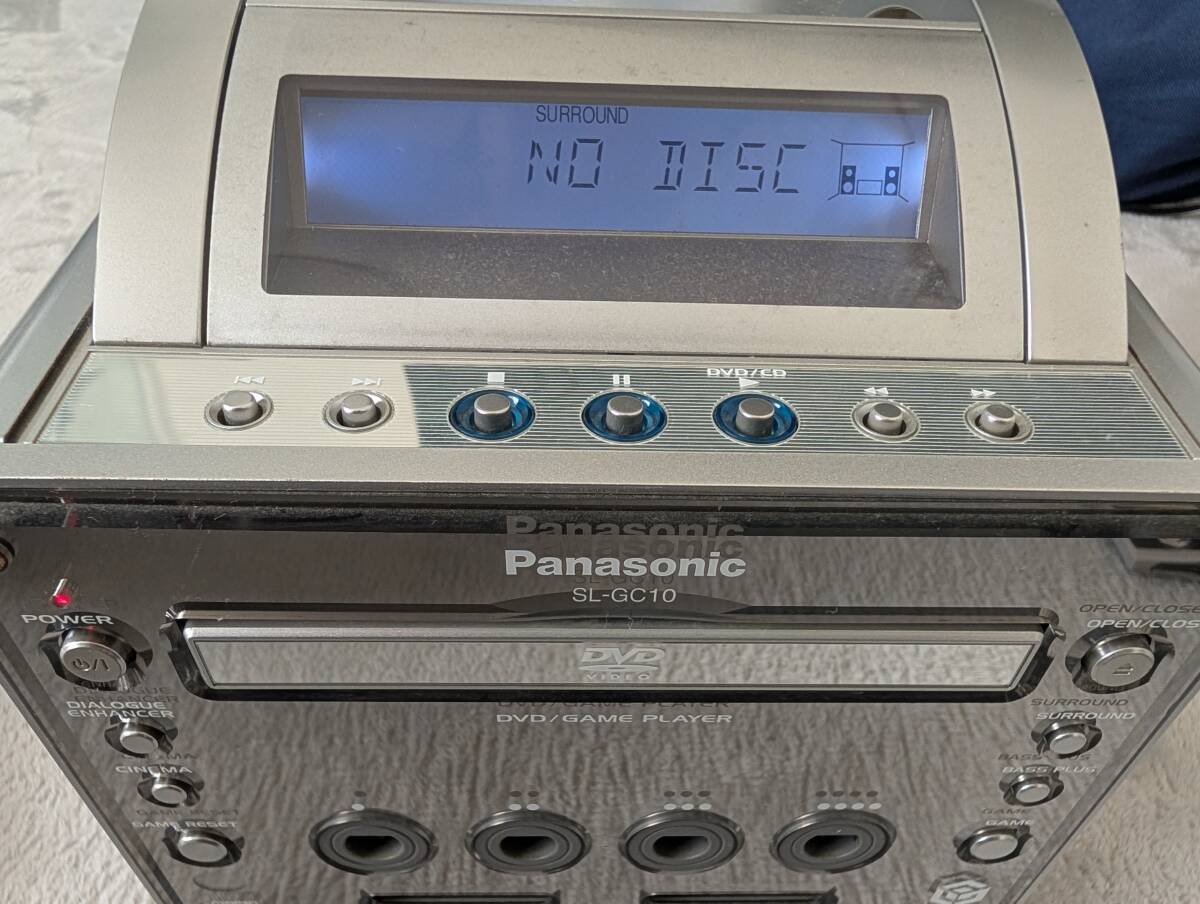 SURROUND
NO DISC
DVD/CD
Panasonic
SL-GC10
POWER
OPEN/CLOSE
DVD
VIDEO
DIALOGUE
ENHANCER
DVD/GAME PLAYER
SURROUND
CINEMA
BASS PLUS
GAME RESET
GAME